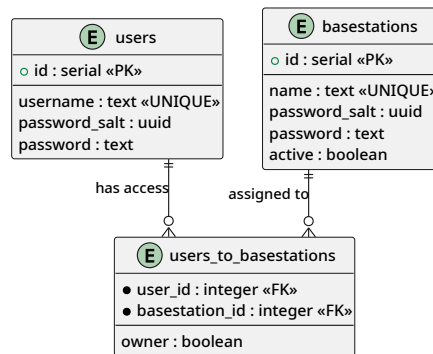 E users
id : serial «PK»
username : text «UNIQUE»
password_salt : uuid
password : text
E basestations
id : serial «PK»
name : text «UNIQUE»
password_salt : uuid
password : text
active : boolean
has access
assigned to
E users_to_basestations
user_id : integer «FK»
basestation_id : integer «FK»
owner : boolean